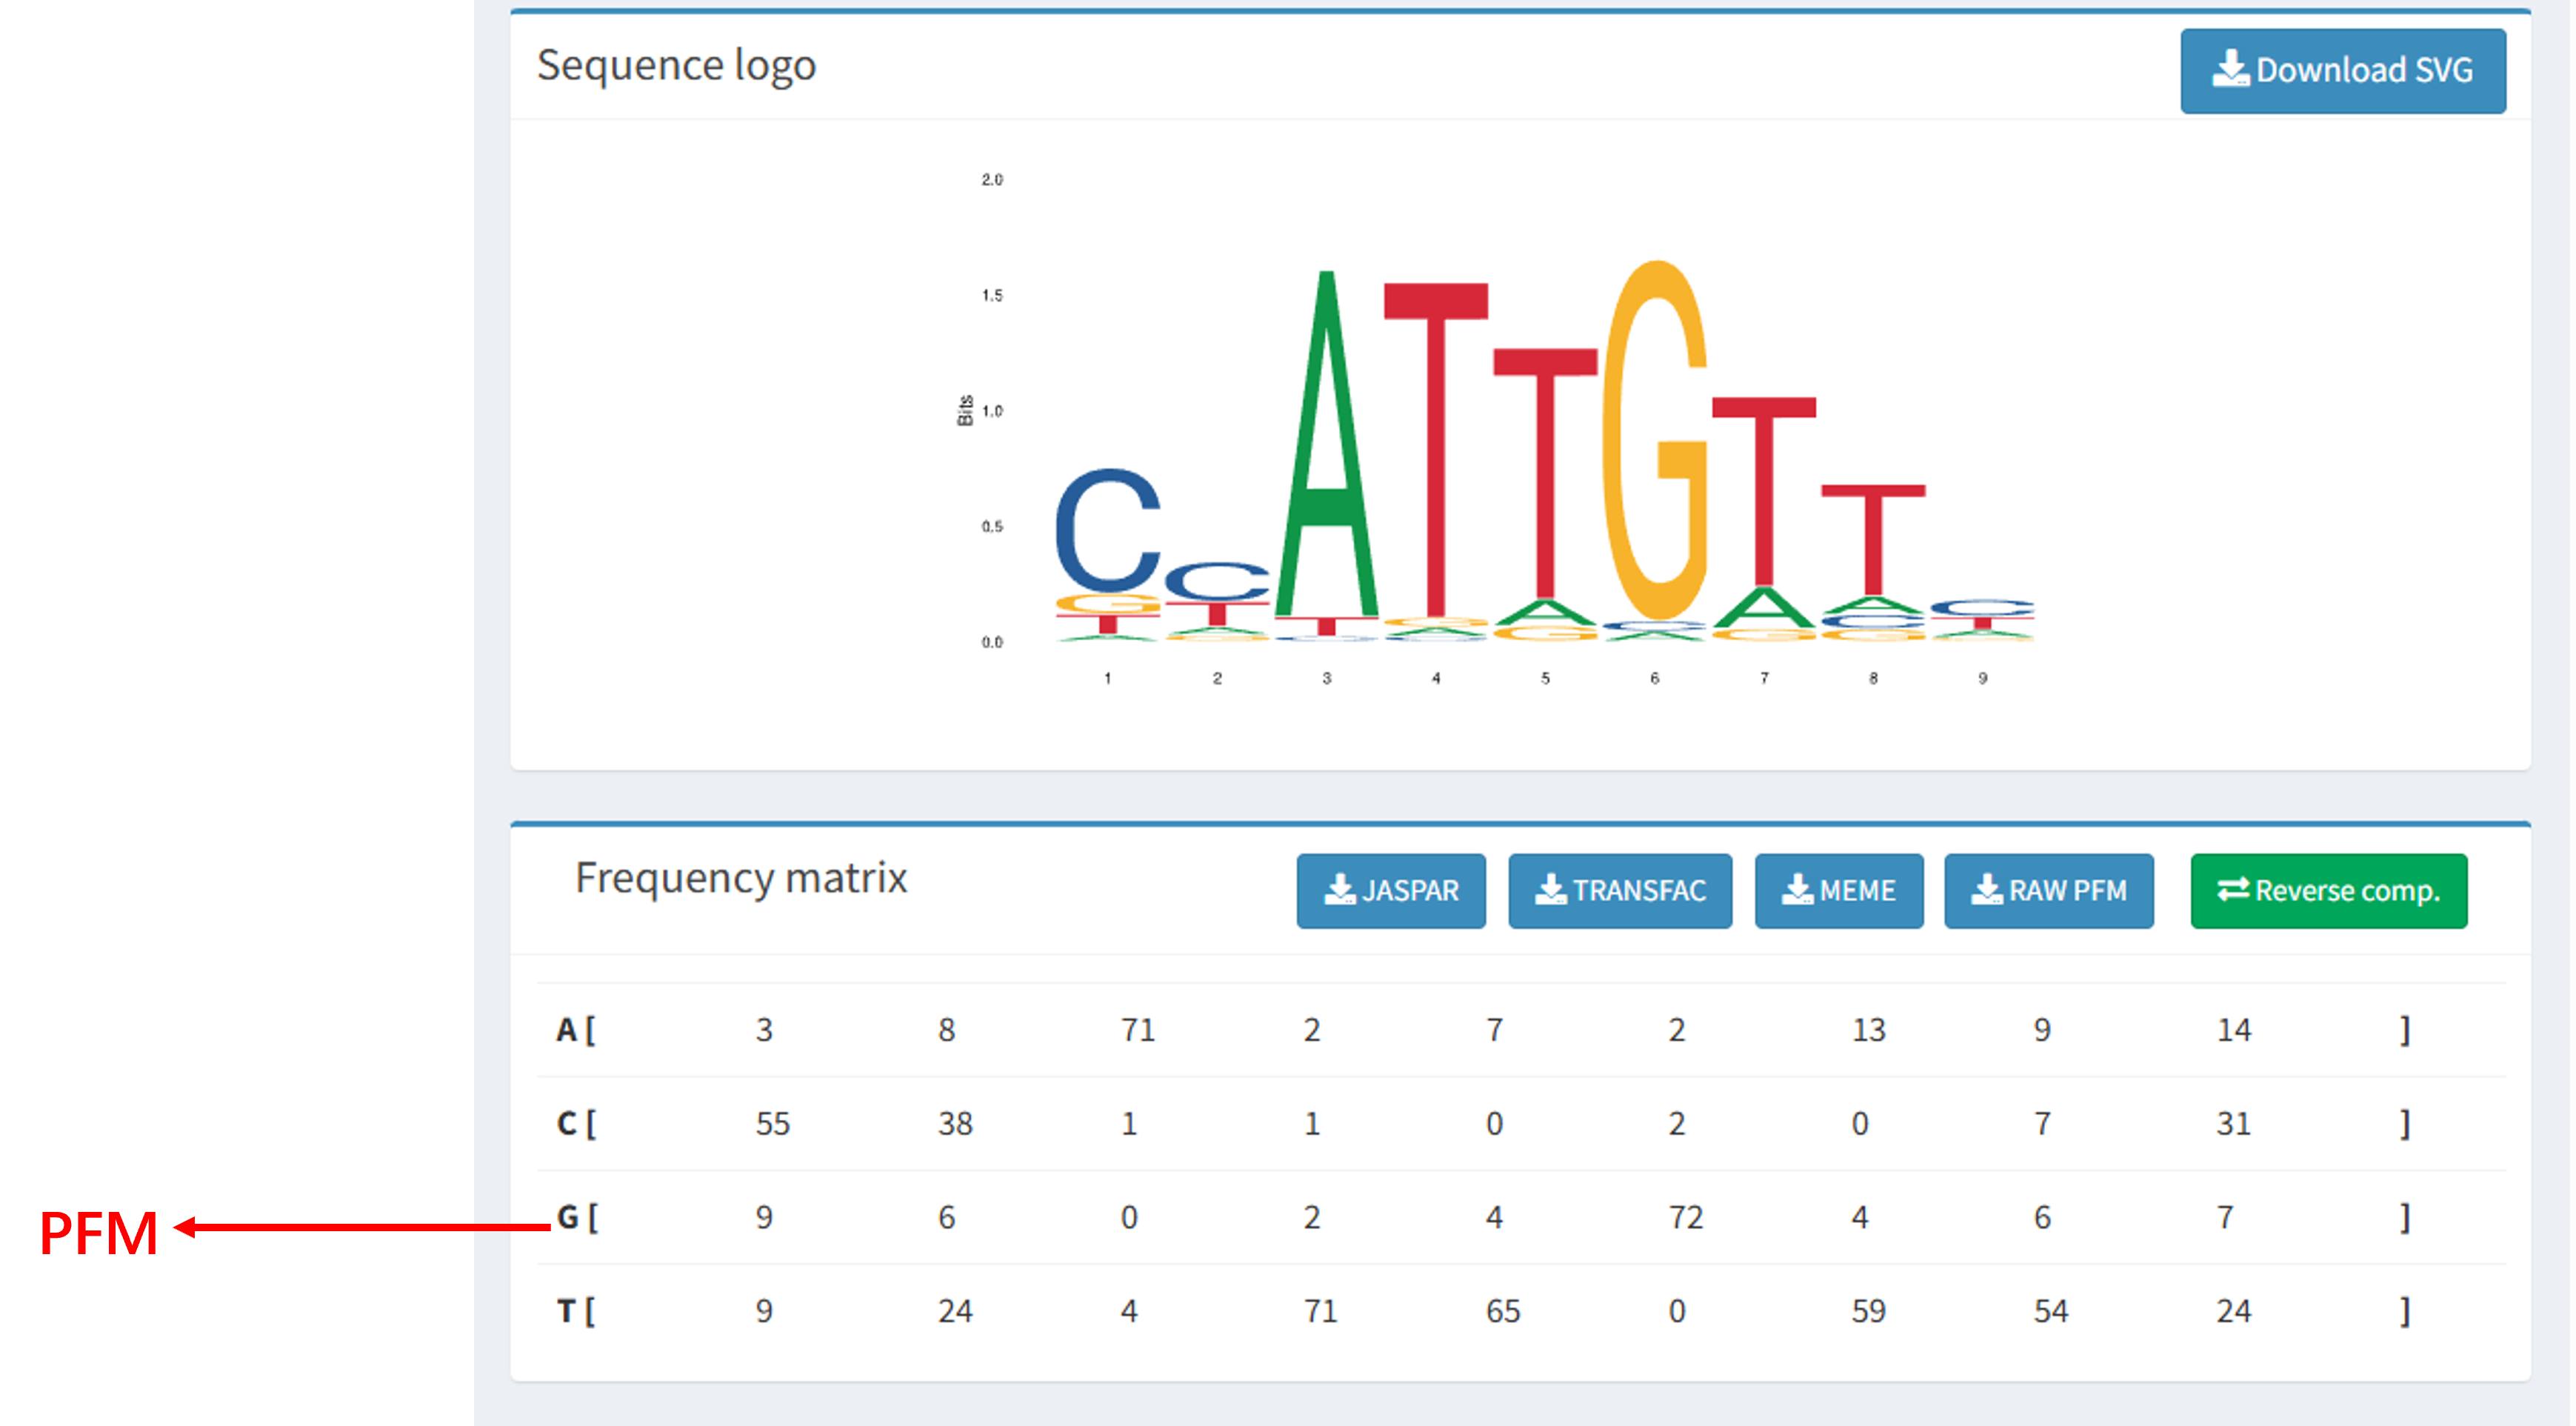 Sequence logo
Download SVG
2.0
1.5
1.0
0.5
0.0
Bits
C G T A
C T A G
A T C
T G A C
T A G
G C A
T A G
T A C G
C T A G
1 2 3 4 5 6 7 8 9
Frequency matrix
JASPAR TRANSFAC MEME RAW PFM Reverse comp.
A [ 3 8 71 2 7 2 13 9 14 ]
C [ 55 38 1 1 0 2 0 7 31 ]
PFM
G [ 9 6 0 2 4 72 4 6 7 ]
T [ 9 24 4 71 65 0 59 54 24 ]